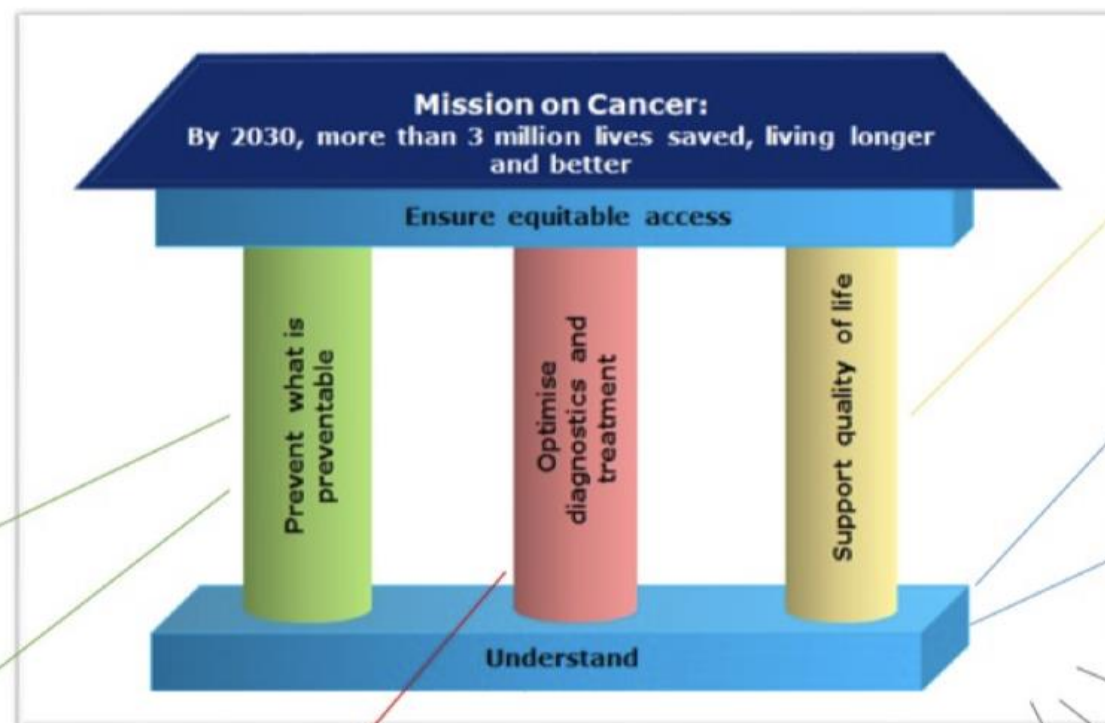 Mission on Cancer:
By 2030, more than 3 million lives saved, living longer
and better
Ensure equitable access
Prevent what is
preventable
Optimise
diagnostics and
treatment
Support quality of life
Understand